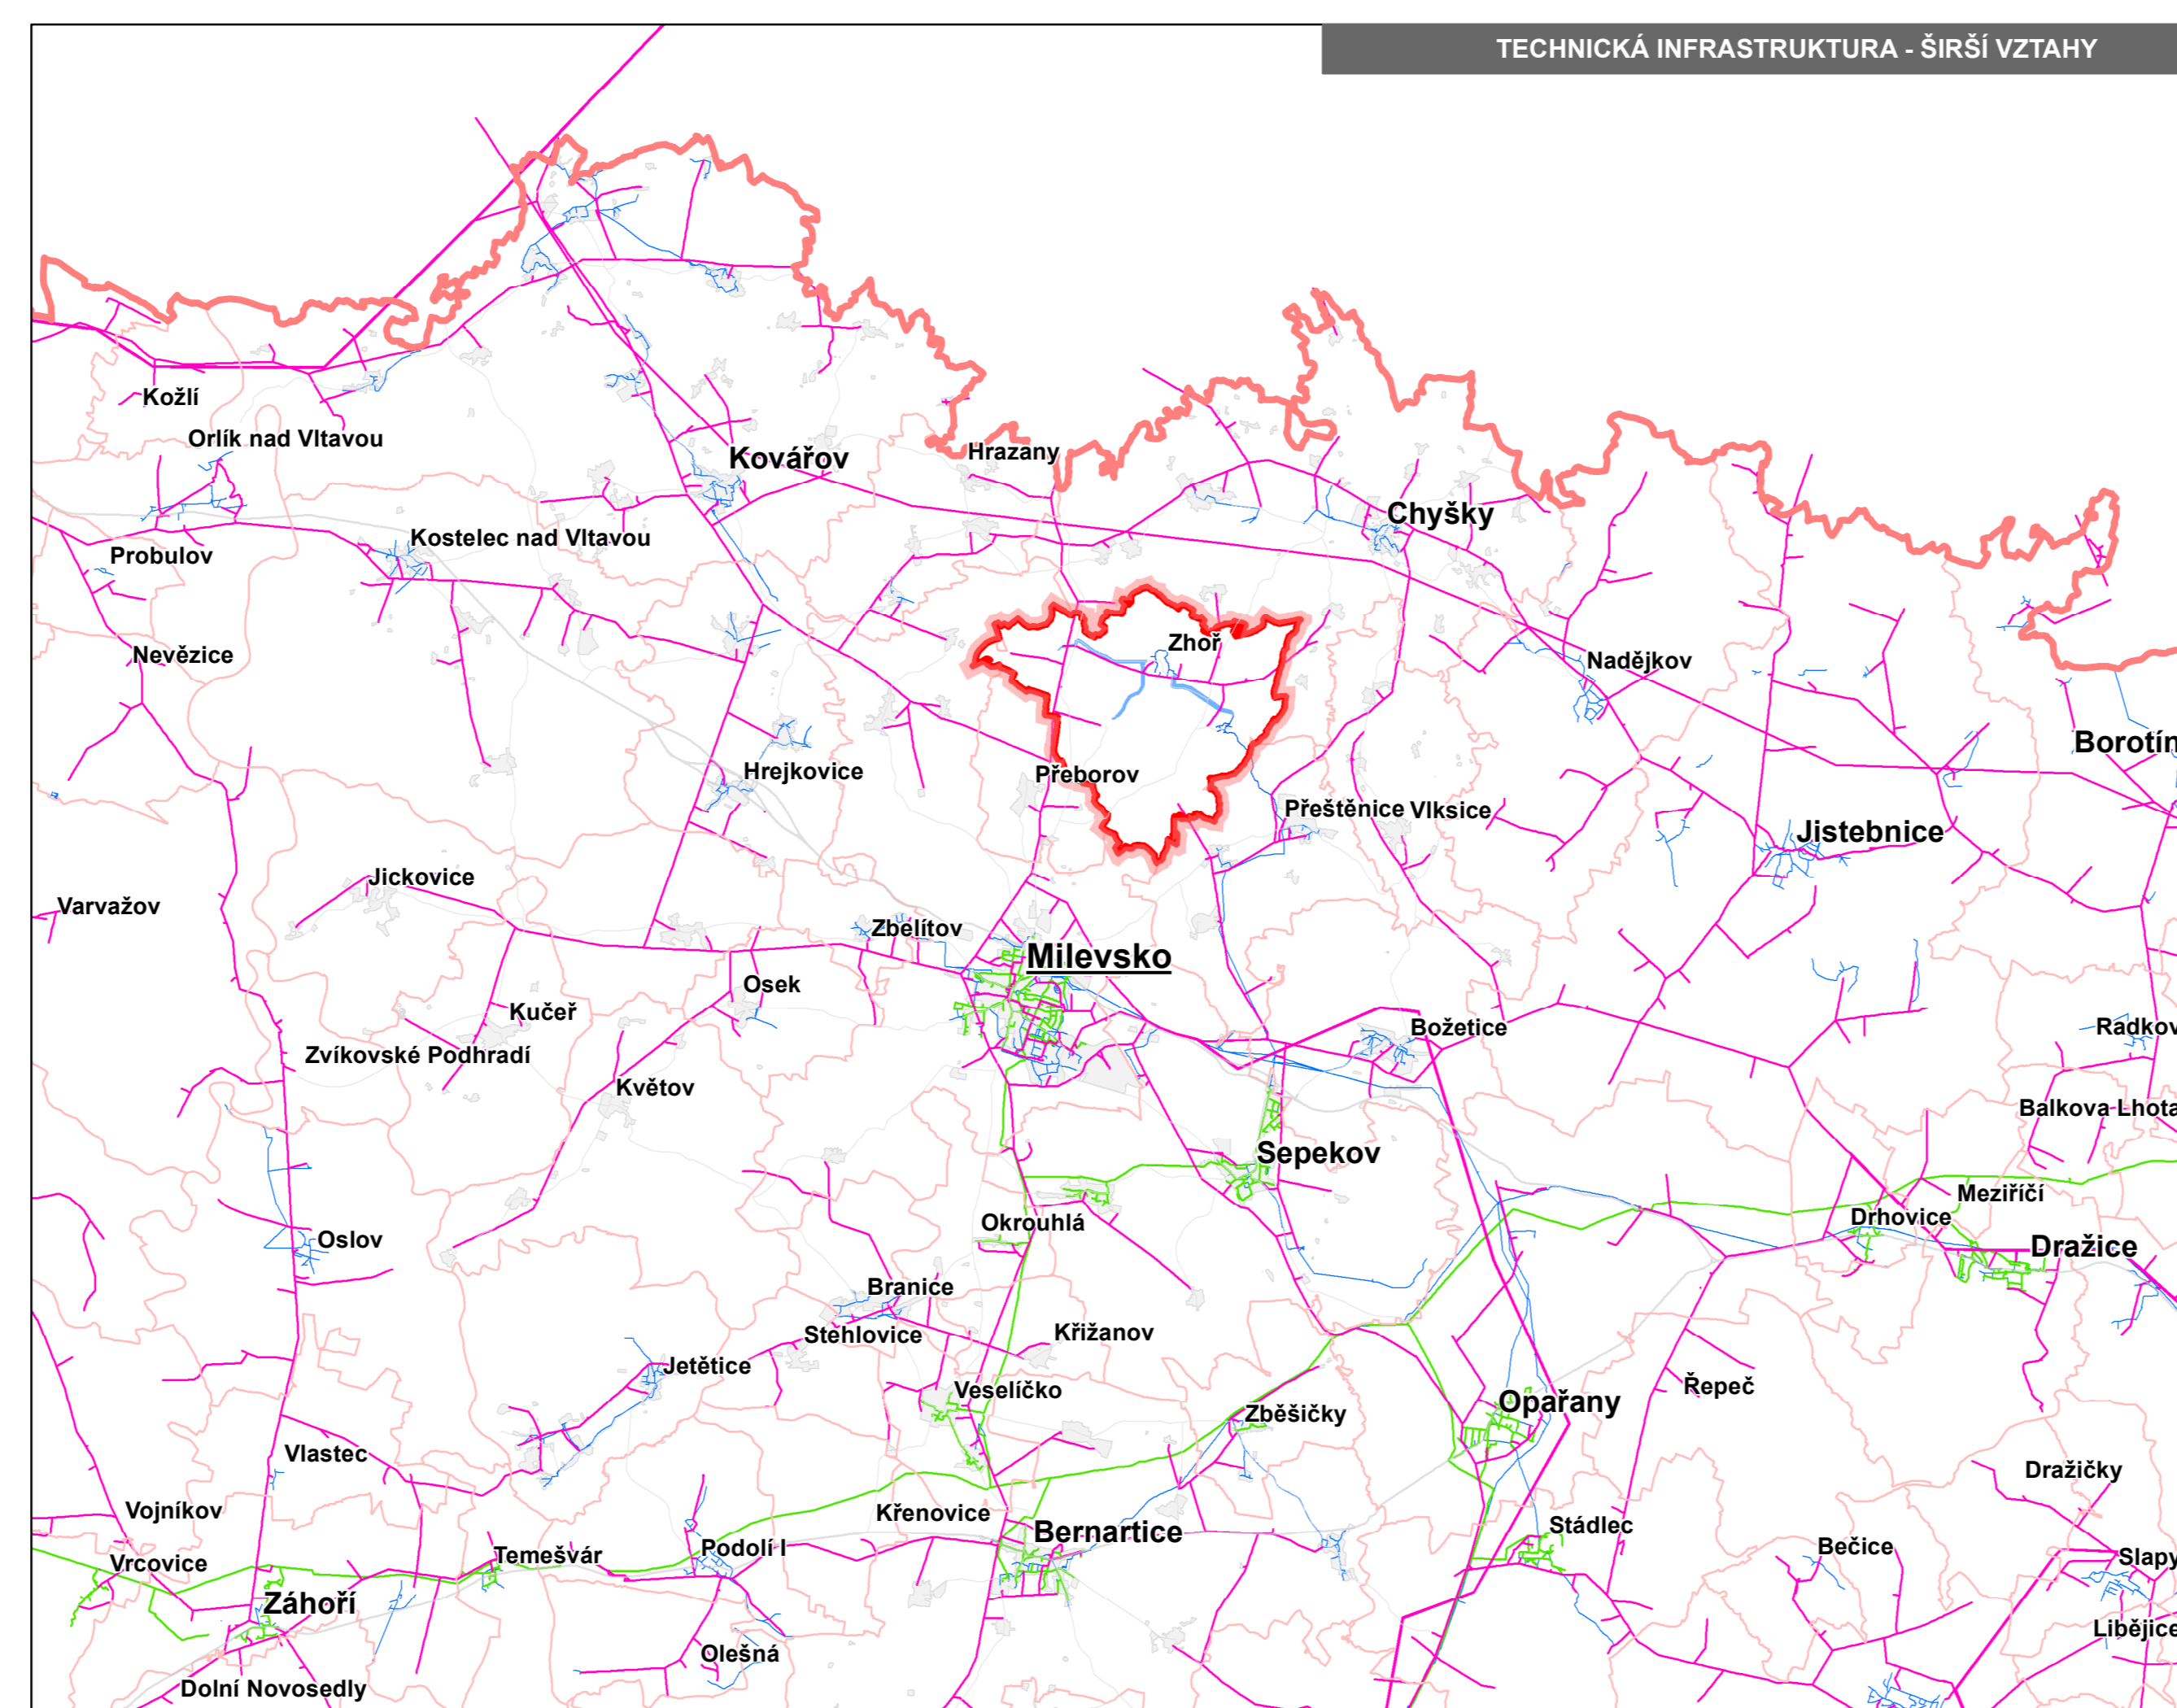 TECHNICKÁ INFRASTRUKTURA - ŠIRŠÍ VZTAHY
Kožlí
Orlík nad Vltavou
Kovářov
Hrazany
Chyšky
Kostelec nad Vltavou
Probulov
Zhoř
Nevězice
Nadějkov
Borotín
Hrejkovice
Přeborov
Přeštěnice
Vlksice
Jistebnice
Jickovice
Varvažov
Zbelítov
Milevsko
Osek
Kučeř
Božetice
Radkov
Zvíkovské Podhradí
Květov
Balkova Lhota
Sepekov
Meziříčí
Okrouhlá
Drhovice
Oslov
Dražice
Branice
Stehlovice
Křižanov
Jetětice
Veselíčko
Řepeč
Opařany
Zběšičky
Vlastec
Dražičky
Vojníkov
Křenovice
Bernartice
Stádlec
Podolí I
Bečice
Vrcovice
Temešvár
Slapy
Záhoří
Libějice
Olešná
Dolní Novosedly